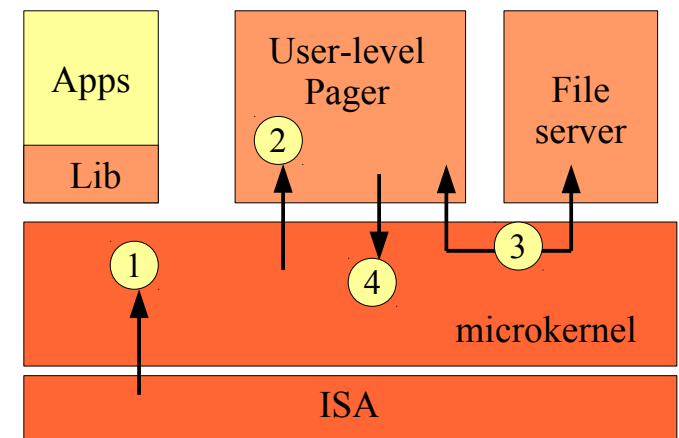 Apps
Lib
User-level
Pager
2
File
server
1
4
3
microkernel
ISA